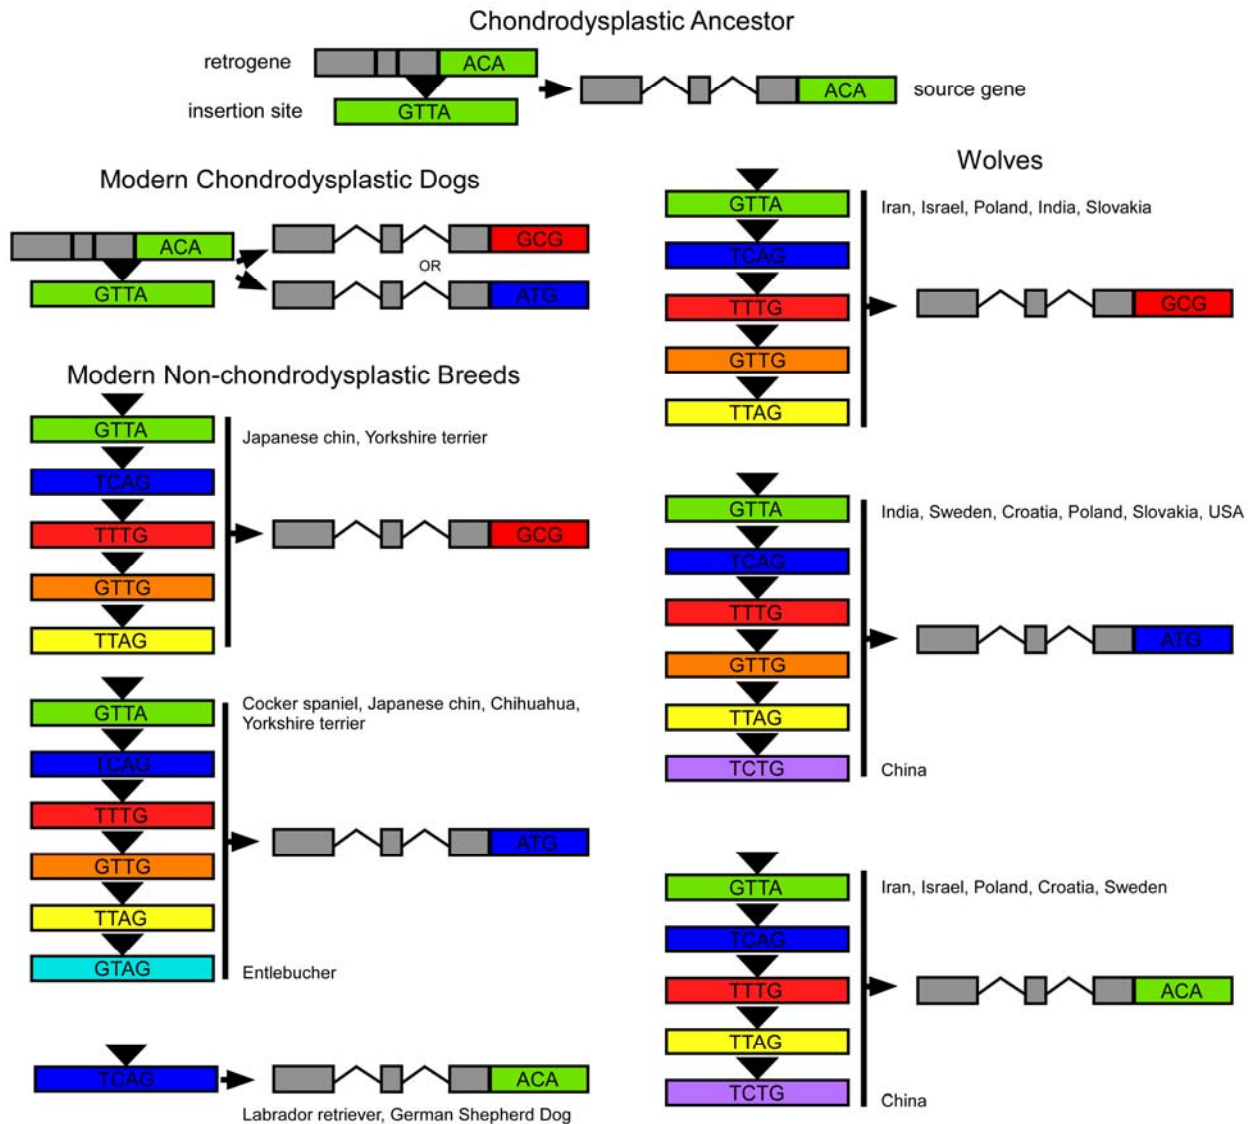 Chondrodysplastic Ancestor
retrogene
ACA
insertion site
GTTA
ACA
source gene
Modern Chondrodysplastic Dogs
ACA
GTTA
GCG
OR
ATG
Modern Non-chondrodysplastic Breeds
GTTA
Japanese chin, Yorkshire terrier
TCAG
TTTG
GCG
GTTG
TTAG
GTTA
Cocker spaniel, Japanese chin, Chihuahua,
Yorkshire terrier
TCAG
TTTG
ATG
GTTG
TTAG
GTAG
Entlebucher
TCAG
ACA
Labrador retriever, German Shepherd Dog
Wolves
GTTA
Iran, Israel, Poland, India, Slovakia
TCAG
TTTG
GCG
GTTG
TTAG
GTTA
India, Sweden, Croatia, Poland, Slovakia, USA
TCAG
TTTG
ATG
GTTG
TTAG
TCTG
China
GTTA
Iran, Israel, Poland, Croatia, Sweden
TCAG
TTTG
ACA
TTAG
TCTG
China